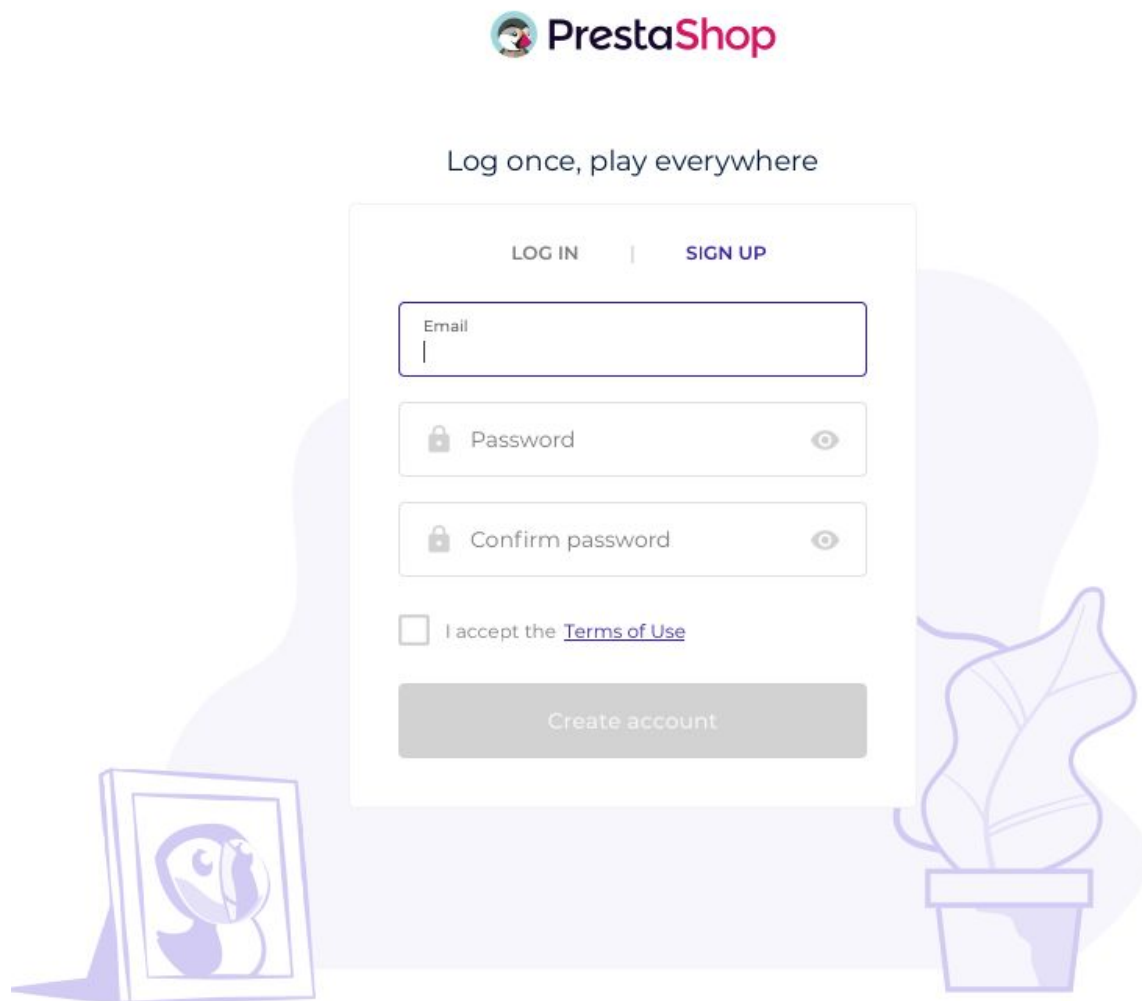 PrestaShop
Log once, play everywhere
LOG IN | SIGN UP
Email
Password
Confirm password
I accept the Terms of Use
Create account